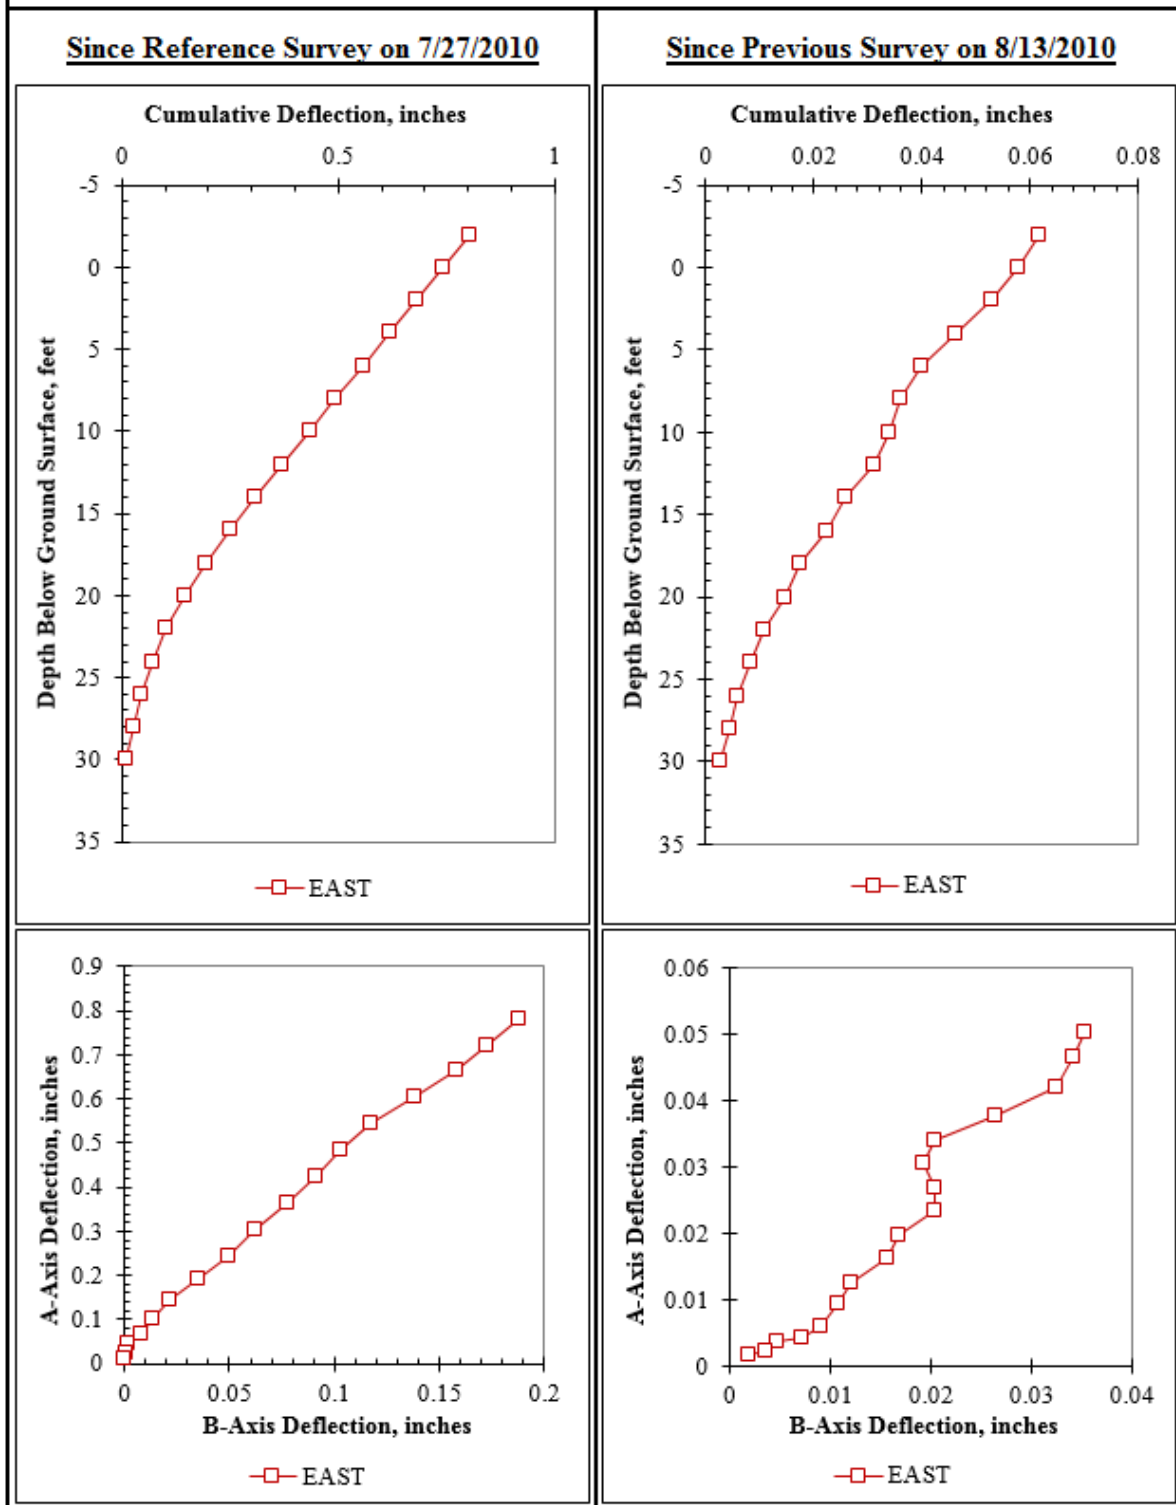 Since Reference Survey on 7/27/2010
Cumulative Deflection, inches
0 0.5 1
-5
0
5
10
15
20
25
30
35
Depth Below Ground Surface, feet
EAST
Since Previous Survey on 8/13/2010
Cumulative Deflection, inches
0 0.02 0.04 0.06 0.08
-5
0
5
10
15
20
25
30
35
Depth Below Ground Surface, feet
EAST
0.9
0.8
0.7
0.6
0.5
0.4
0.3
0.2
0.1
0
A-Axis Deflection, inches
0 0.05 0.1 0.15 0.2
B-Axis Deflection, inches
EAST
0.06
0.05
0.04
0.03
0.02
0.01
0
A-Axis Deflection, inches
0 0.01 0.02 0.03 0.04
B-Axis Deflection, inches
EAST